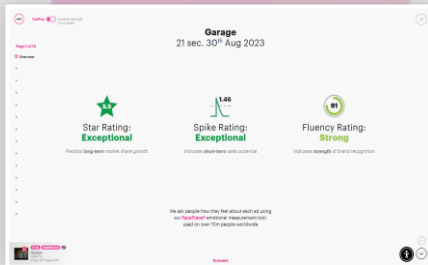 Garage
21 sec. 30th Aug 2023
Page 1 of 14
Overview
5.9
1.46
91
Star Rating:
Exceptional
Spike Rating:
Exceptional
Fluency Rating:
Strong
Predicts long-term market share growth
Indicates short-term sales potential
Indicates strength of brand recognition
We ask people how they feel about each ad using
our FaceTrace® emotional measurement tool,
used on over 10m people worldwide.
Garage